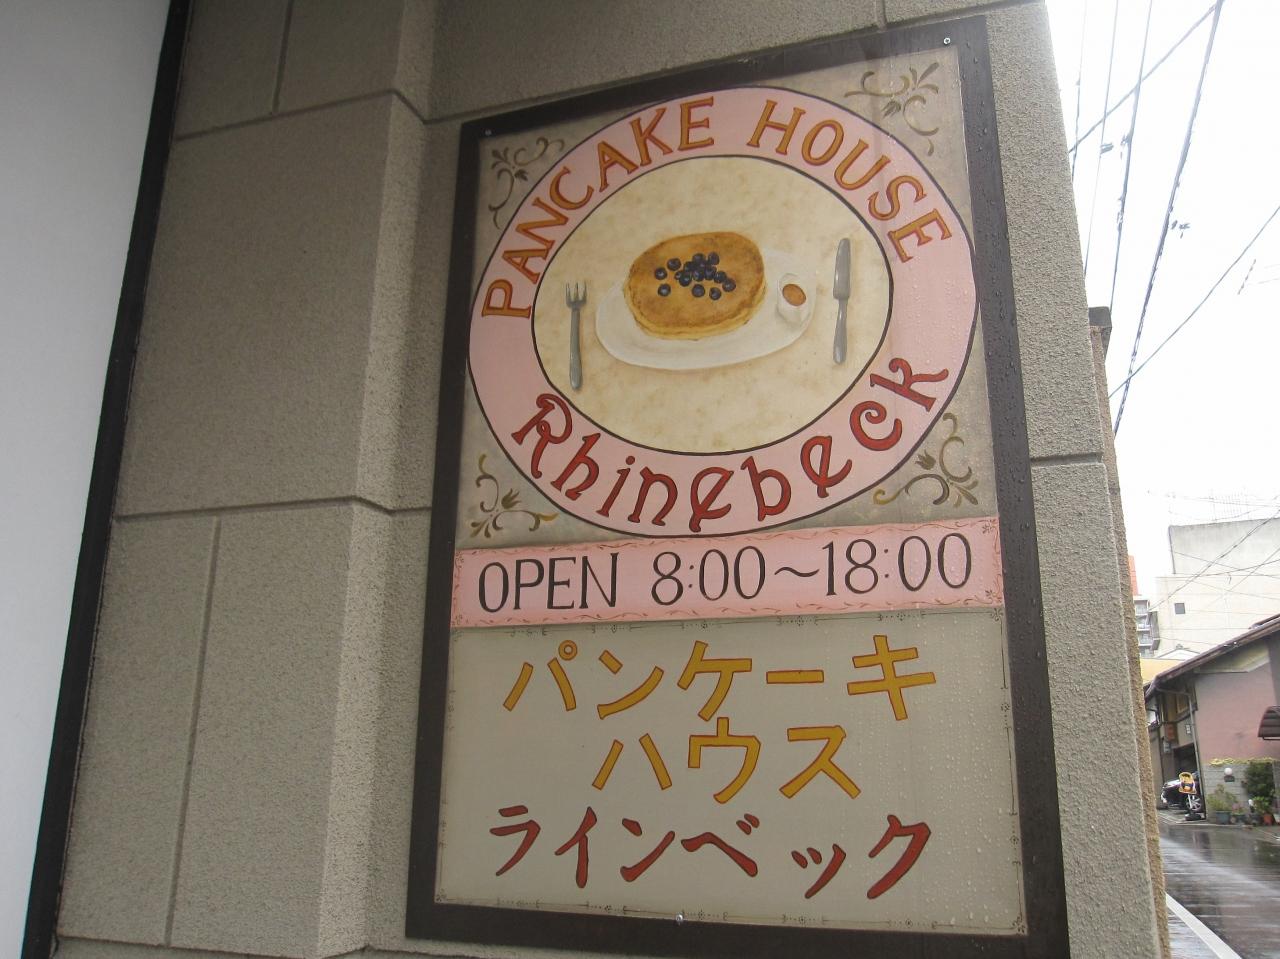 PANCAKE HOUSE
Rhinebeck
OPEN 8:00～18:00
パンケーキ
ハウス
ラインベック